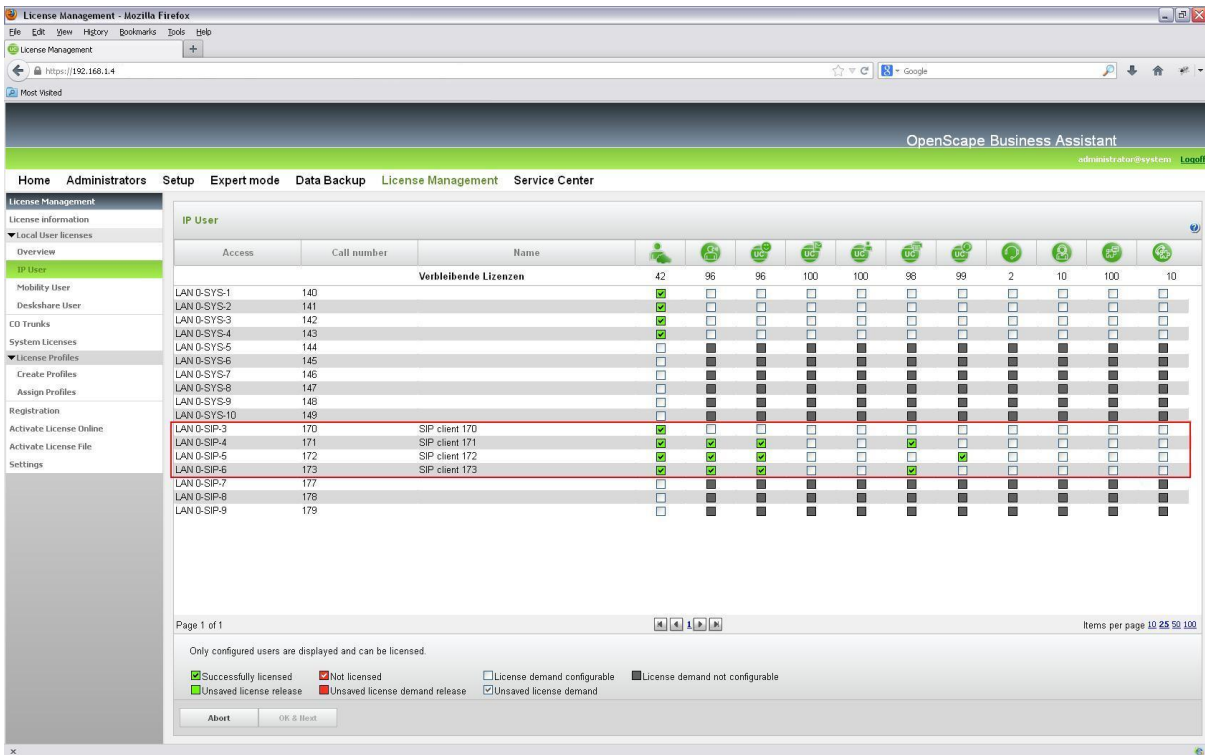 License Management - Mozilla Firefox
File Edit View History Bookmarks Tools Help
License Management +
https://192.168.1.4 Google
Most Visited
OpenScape Business Assistant
administrator@system Logoff
Home Administrators Setup Expert mode Data Backup License Management Service Center
License Management
License information
Local User licenses
Overview
IP User
Mobility User
Deskshare User
CO Trunks
System Licenses
License Profiles
Create Profiles
Assign Profiles
Registration
Activate License Online
Activate License File
Settings
IP User
Access Call number Name UC UC UC UC UC
Verbleibende Lizenzen 42 96 96 100 100 98 99 2 10 100 10
LAN 0-SYS-1 140
LAN 0-SYS-2 141
LAN 0-SYS-3 142
LAN 0-SYS-4 143
LAN 0-SYS-5 144
LAN 0-SYS-6 145
LAN 0-SYS-7 146
LAN 0-SYS-8 147
LAN 0-SYS-9 148
LAN 0-SYS-10 149
LAN 0-SIP-3 170 SIP client 170
LAN 0-SIP-4 171 SIP client 171
LAN 0-SIP-5 172 SIP client 172
LAN 0-SIP-6 173 SIP client 173
LAN 0-SIP-7 177
LAN 0-SIP-8 178
LAN 0-SIP-9 179
Page 1 of 1 1 Items per page 10 25 50 100
Only configured users are displayed and can be licensed.
Successfully licensed Not licensed License demand configurable License demand not configurable
Unsaved license release Unsaved license demand release Unsaved license demand
Abort OK & Next